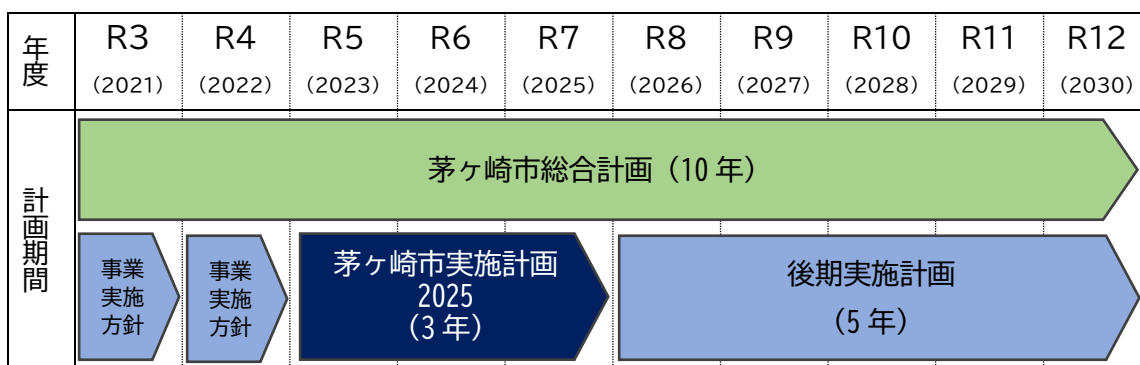 年度
R3
R4
R5
R6
R7
R8
R9
R10
R11
R12
(2021)
(2022)
(2023)
(2024)
(2025)
(2026)
(2027)
(2028)
(2029)
(2030)
計画期間
茅ヶ崎市総合計画（10 年）
事業
実施
方針
事業
実施
方針
茅ヶ崎市実施計画
2025
（3 年）
後期実施計画
（5 年）